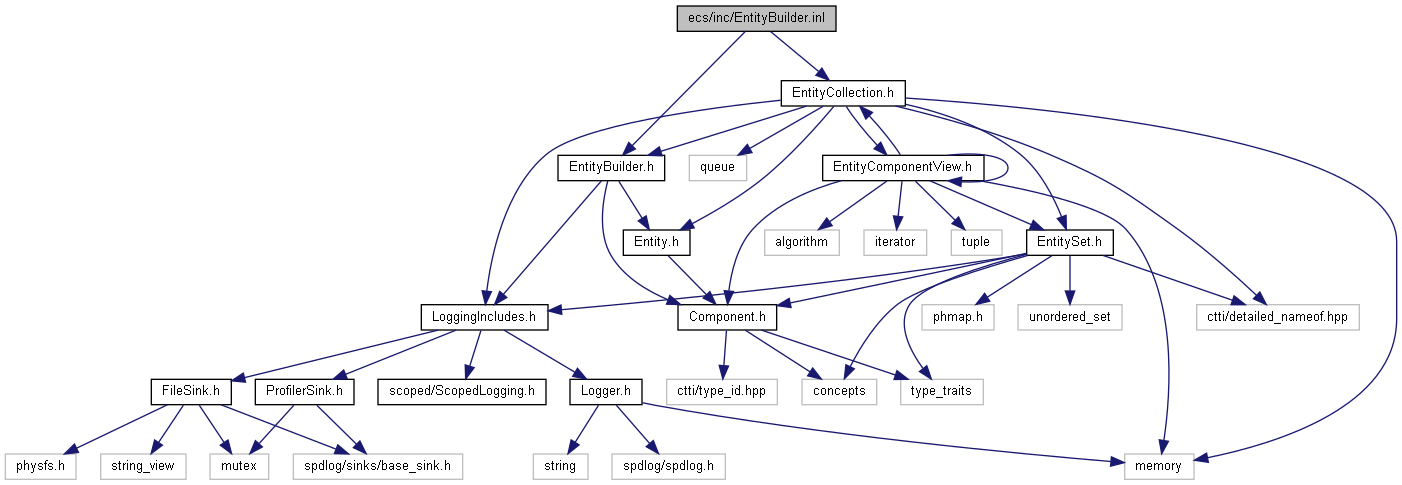 ecs/inc/EntityBuilder.inl
EntityCollection.h
EntityBuilder.h
queue
EntityComponentView.h
Entity.h
algorithm
iterator
tuple
EntitySet.h
LoggingIncludes.h
Component.h
phmap.h
unordered_set
ctti/detailed_nameof.hpp
FileSink.h
ProfilerSink.h
scoped/ScopedLogging.h
Logger.h
ctti/type_id.hpp
concepts
type_traits
physfs.h
string_view
mutex
spdlog/sinks/base_sink.h
string
spdlog/spdlog.h
memory